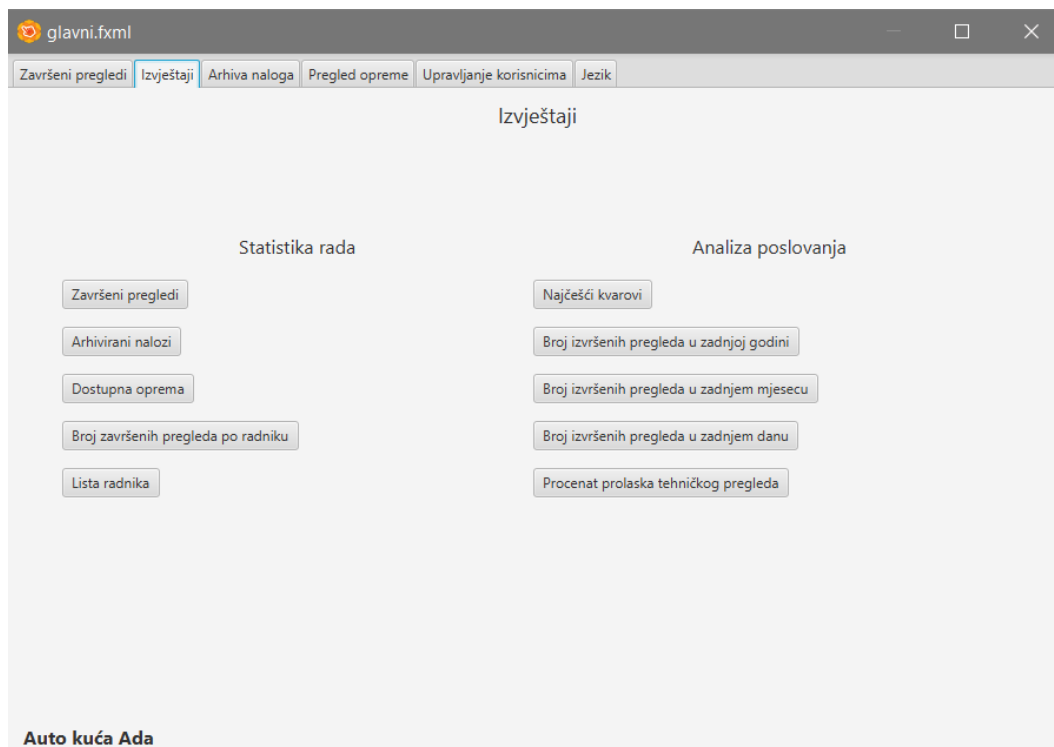 glavni.fxml
Završeni pregledi Izvještaji Arhiva naloga Pregled opreme Upravljanje korisnicima Jezik
Izvještaji
Statistika rada
Završeni pregledi
Arhivirani nalozi
Dostupna oprema
Broj završenih pregleda po radniku
Lista radnika
Analiza poslovanja
Najčešći kvarovi
Broj izvršenih pregleda u zadnjoj godini
Broj izvršenih pregleda u zadnjem mjesecu
Broj izvršenih pregleda u zadnjem danu
Procenat prolaska tehničkog pregleda
Auto kuća Ada